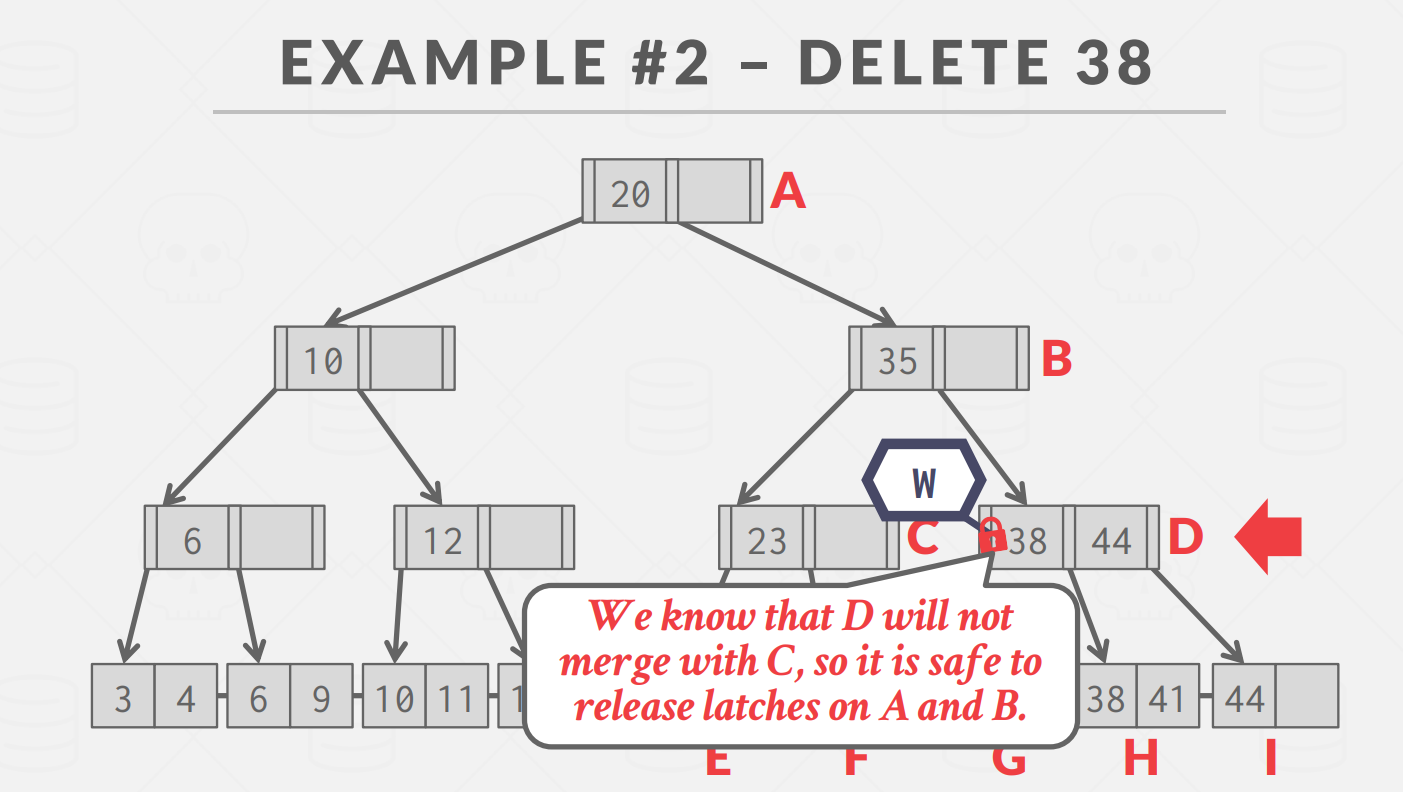 EXAMPLE #2 – DELETE 38
20
A
10
35
B
W
6
12
23
C
38 44
D
We know that D will not
merge with C, so it is safe to
release latches on A and B.
3 4 6 9 10 11 38 41 44
E F G H I